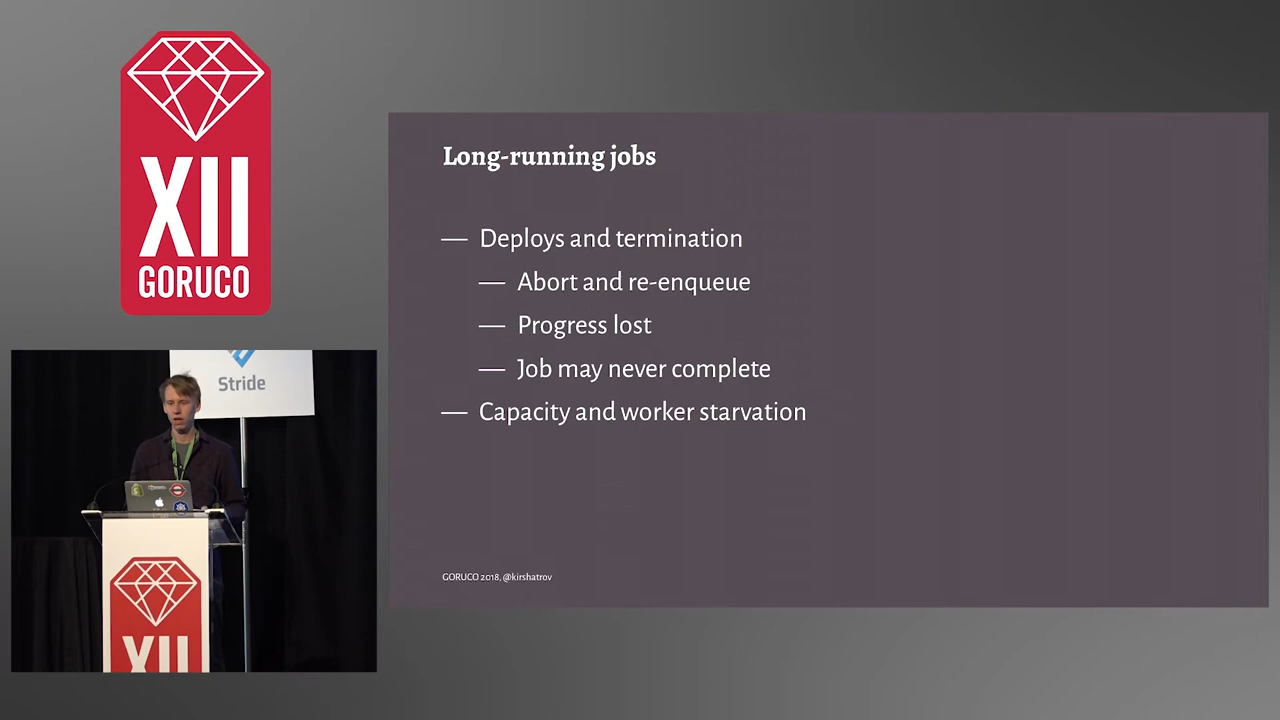 XII
GORUCO
Stride
XII
Long-running jobs
— Deploys and termination
— Abort and re-enqueue
— Progress lost
— Job may never complete
— Capacity and worker starvation
GORUCO 2018, @kirshatrov